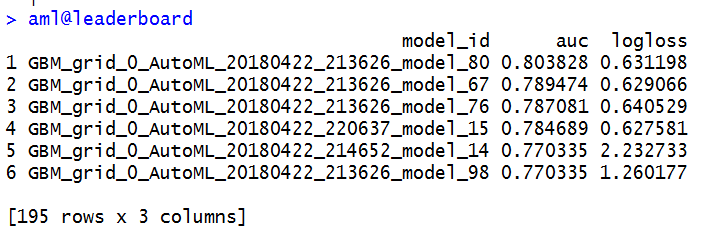 > aml@leaderboard
model_id auc logloss
1 GBM_grid_0_AutoML_20180422_213626_model_80 0.803828 0.631198
2 GBM_grid_0_AutoML_20180422_213626_model_67 0.789474 0.629066
3 GBM_grid_0_AutoML_20180422_213626_model_76 0.787081 0.640529
4 GBM_grid_0_AutoML_20180422_220637_model_15 0.784689 0.627581
5 GBM_grid_0_AutoML_20180422_214652_model_14 0.770335 2.232733
6 GBM_grid_0_AutoML_20180422_213626_model_98 0.770335 1.260177
[195 rows x 3 columns]